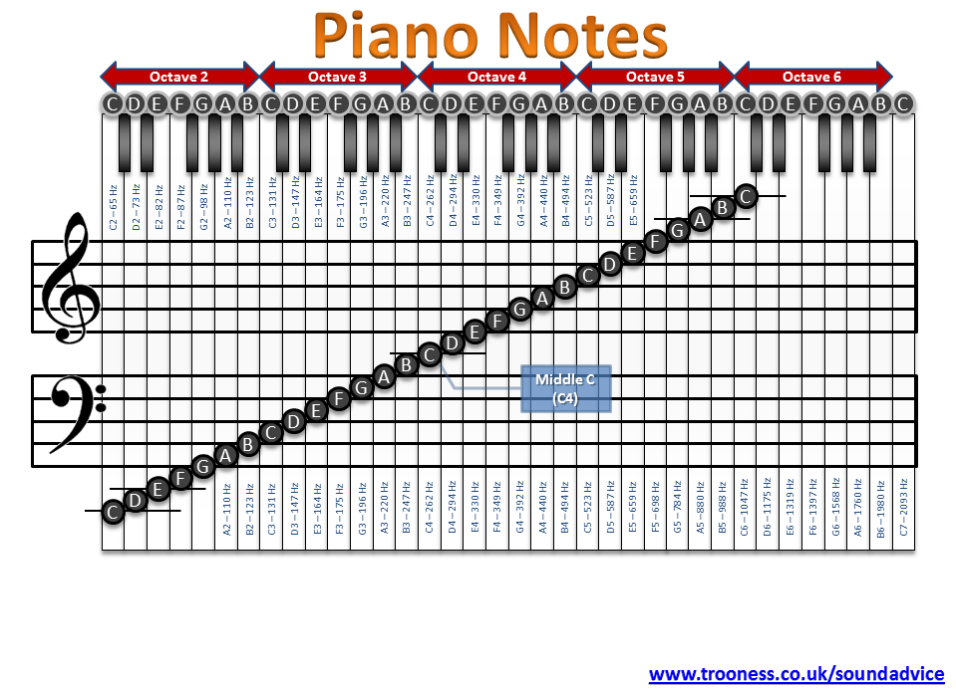 Piano Notes
Octave 2 Octave 3 Octave 4 Octave 5 Octave 6
C D E F G A B C D E F G A B C D E F G A B C D E F G A B C D E F G A B C
C2 – 65 Hz
D2 – 73 Hz
E2 – 82 Hz
F2 – 87 Hz
G2 – 98 Hz
A2 – 110 Hz
B2 – 123 Hz
C3 – 131 Hz
D3 – 147 Hz
E3 – 164 Hz
F3 – 175 Hz
G3 – 196 Hz
A3 – 220 Hz
B3 – 247 Hz
C4 – 262 Hz
D4 – 294 Hz
E4 – 330 Hz
F4 – 349 Hz
G4 – 392 Hz
A4 – 440 Hz
B4 – 494 Hz
C5 – 523 Hz
D5 – 587 Hz
E5 – 659 Hz
C D E F G A B C D E F G A B C D E F G A B C D E F G A B C
Middle C
(C4)
A2 – 110 Hz
B2 – 123 Hz
C3 – 131 Hz
D3 – 147 Hz
E3 – 164 Hz
F3 – 175 Hz
G3 – 196 Hz
A3 – 220 Hz
B3 – 247 Hz
C4 – 262 Hz
D4 – 294 Hz
E4 – 330 Hz
F4 – 349 Hz
G4 – 392 Hz
A4 – 440 Hz
B4 – 494 Hz
C5 – 523 Hz
D5 – 587 Hz
E5 – 659 Hz
F5 – 698 Hz
G5 – 784 Hz
A5 – 880 Hz
B5 – 988 Hz
C6 – 1047 Hz
D6 – 1175 Hz
E6 – 1319 Hz
F6 – 1397 Hz
G6 – 1568 Hz
A6 – 1760 Hz
B6 – 1980 Hz
C7 – 2093 Hz
www.trooness.co.uk/soundadvice